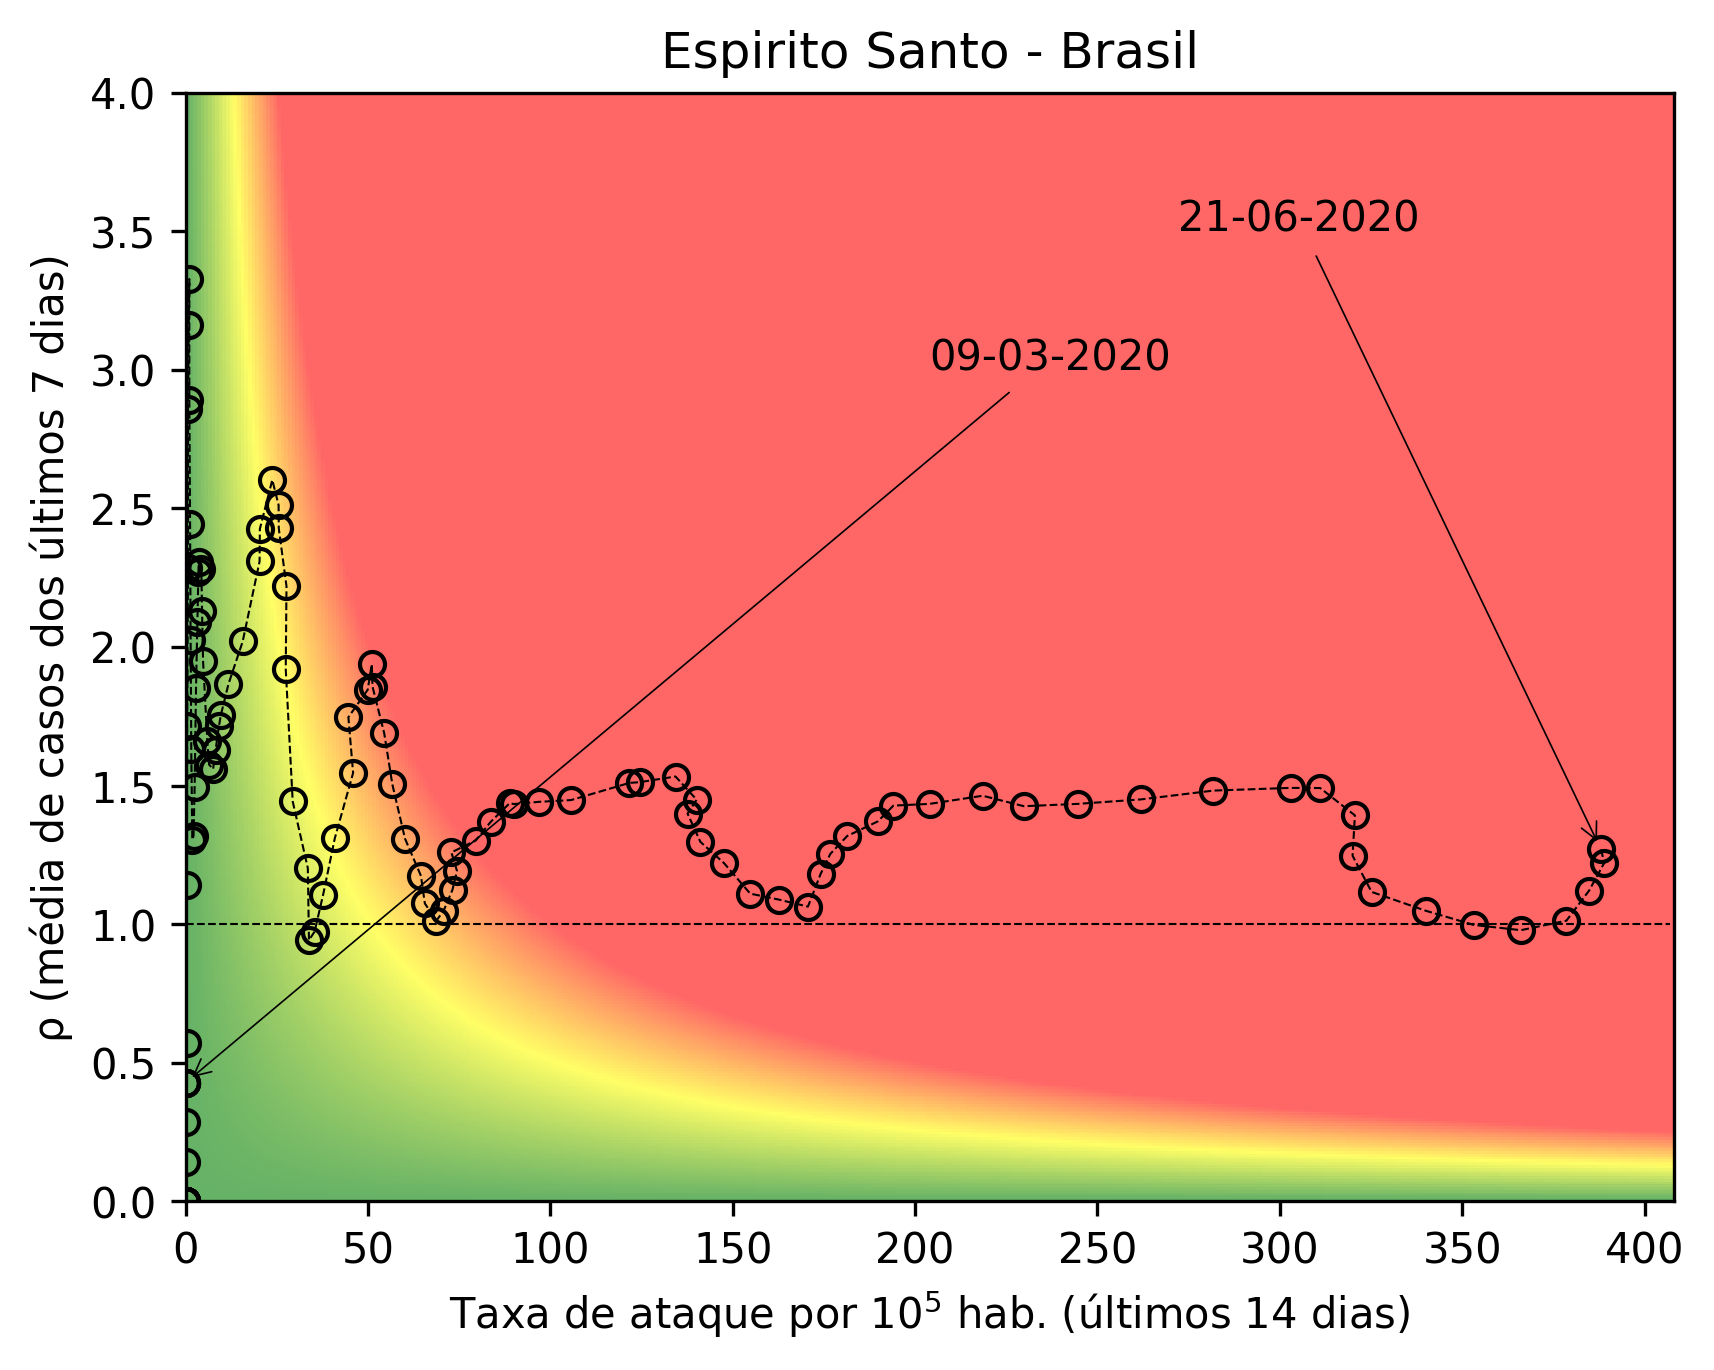 Espirito Santo - Brasil
4.0
3.5
3.0
2.5
2.0
1.5
1.0
0.5
0.0
ρ (média de casos dos últimos 7 dias)
21-06-2020
09-03-2020
0 50 100 150 200 250 300 350 400
Taxa de ataque por 10⁵ hab. (últimos 14 dias)